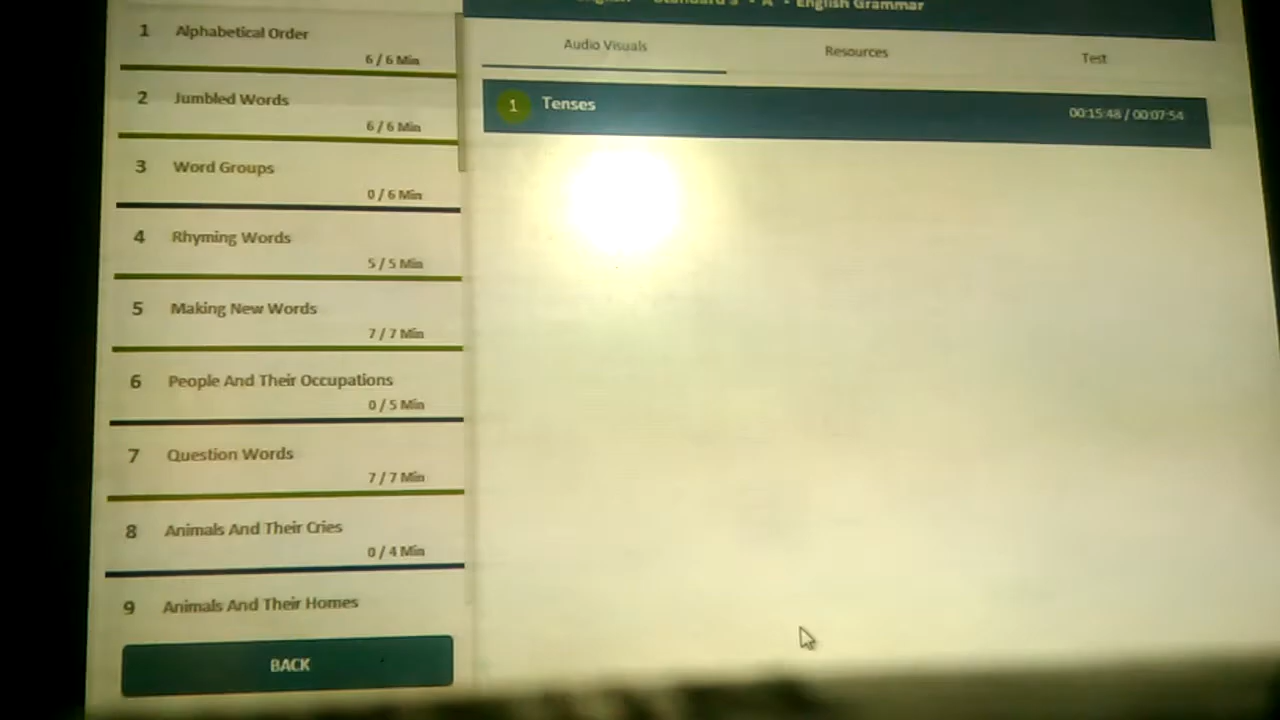 English Grammar
1 Alphabetical Order
6 / 6 Min
2 Jumbled Words
6 / 6 Min
3 Word Groups
0 / 6 Min
4 Rhyming Words
5 / 5 Min
5 Making New Words
7 / 7 Min
6 People And Their Occupations
0 / 5 Min
7 Question Words
7 / 7 Min
8 Animals And Their Cries
0 / 4 Min
9 Animals And Their Homes
BACK
Audio Visuals Resources Test
1 Tenses 00:15:48 / 00:07:54